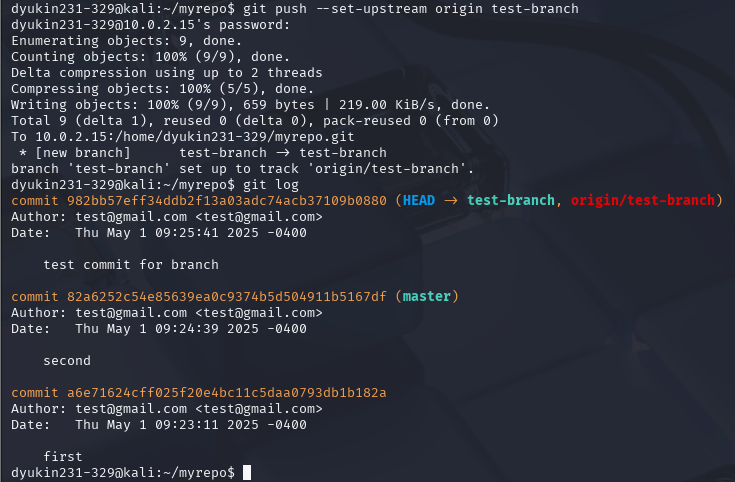 dyukin231-329@kali:~/myrepo$ git push --set-upstream origin test-branch
dyukin231-329@10.0.2.15's password:
Enumerating objects: 9, done.
Counting objects: 100% (9/9), done.
Delta compression using up to 2 threads
Compressing objects: 100% (5/5), done.
Writing objects: 100% (9/9), 659 bytes | 219.00 KiB/s, done.
Total 9 (delta 1), reused 0 (delta 0), pack-reused 0 (from 0)
To 10.0.2.15:/home/dyukin231-329/myrepo.git
 * [new branch]      test-branch -> test-branch
branch 'test-branch' set up to track 'origin/test-branch'.
dyukin231-329@kali:~/myrepo$ git log
commit 982bb57eff34ddb2f13a03adc74acb37109b0880 (HEAD -> test-branch, origin/test-branch)
Author: test@gmail.com <test@gmail.com>
Date:   Thu May 1 09:25:41 2025 -0400
    test commit for branch
commit 82a6252c54e85639ea0c9374b5d504911b5167df (master)
Author: test@gmail.com <test@gmail.com>
Date:   Thu May 1 09:24:39 2025 -0400
    second
commit a6e71624cff025f20e4bc11c5daa0793db1b182a
Author: test@gmail.com <test@gmail.com>
Date:   Thu May 1 09:23:11 2025 -0400
    first
dyukin231-329@kali:~/myrepo$